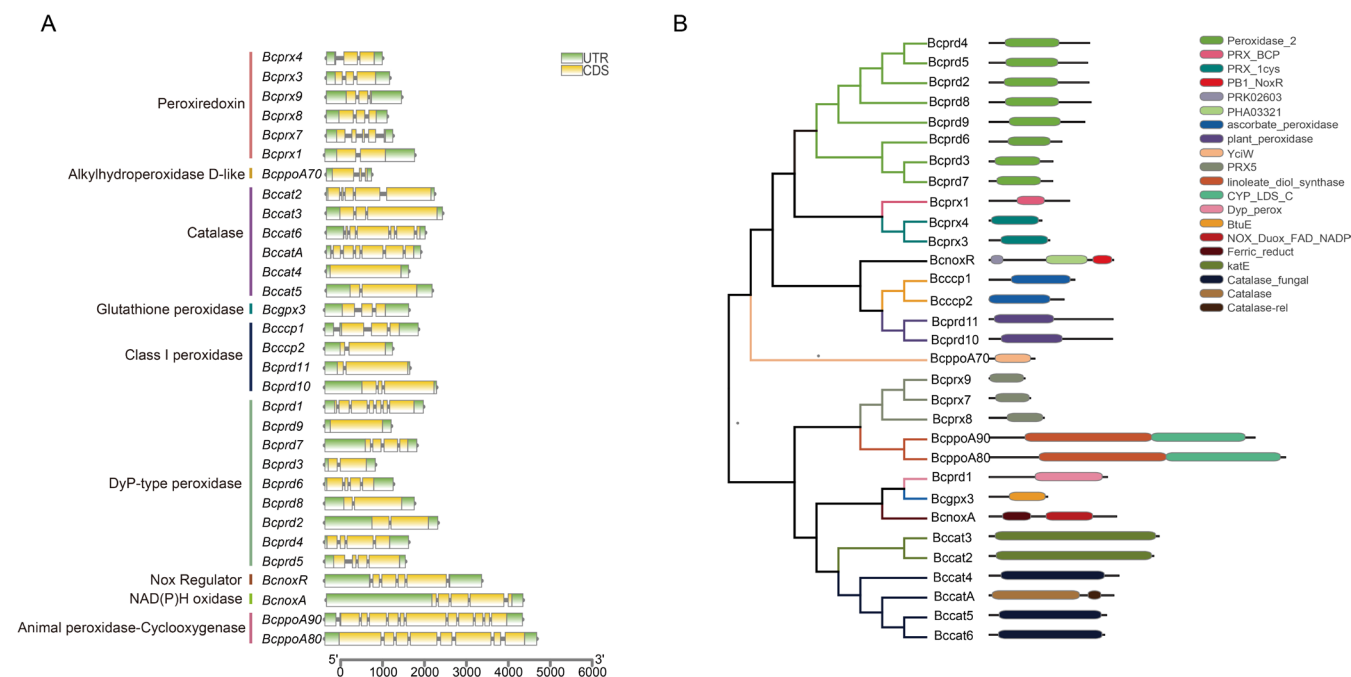 A
Peroxiredoxin
Alkylhydroperoxidase D-like
Catalase
Glutathione peroxidase
Class I peroxidase
DyP-type peroxidase
Nox Regulator
NAD(P)H oxidase
Animal peroxidase-Cyclooxygenase
Bcprx4
Bcprx3
Bcprx9
Bcprx8
Bcprx7
Bcprx1
BcppoA70
Bccat2
Bccat3
Bccat6
BccatA
Bccat4
Bccat5
Bcgpx3
Bcccp1
Bcccp2
Bcprd11
Bcprd10
Bcprd1
Bcprd9
Bcprd7
Bcprd3
Bcprd6
Bcprd8
Bcprd2
Bcprd4
Bcprd5
BcnoxR
BcnoxA
BcppoA90
BcppoA80
UTR
CDS
5' 3'
0 1000 2000 3000 4000 5000 6000
B
Bcprd4
Bcprd5
Bcprd2
Bcprd8
Bcprd9
Bcprd6
Bcprd3
Bcprd7
Bcprx1
Bcprx4
Bcprx3
BcnoxR
Bcccp1
Bcccp2
Bcprd11
Bcprd10
BcppoA70
Bcprx9
Bcprx7
Bcprx8
BcppoA90
BcppoA80
Bcprd1
Bcgpx3
BcnoxA
Bccat3
Bccat2
Bccat4
BccatA
Bccat5
Bccat6
Peroxidase_2
PRX_BCP
PRX_1cys
PB1_NoxR
PRK02603
PHA03321
ascorbate_peroxidase
plant_peroxidase
YciW
PRX5
linoleate_diol_synthase
CYP_LDS_C
Dyp_perox
BtuE
NOX_Duox_FAD_NADP
Ferric_reduct
katE
Catalase_fungal
Catalase
Catalase-rel